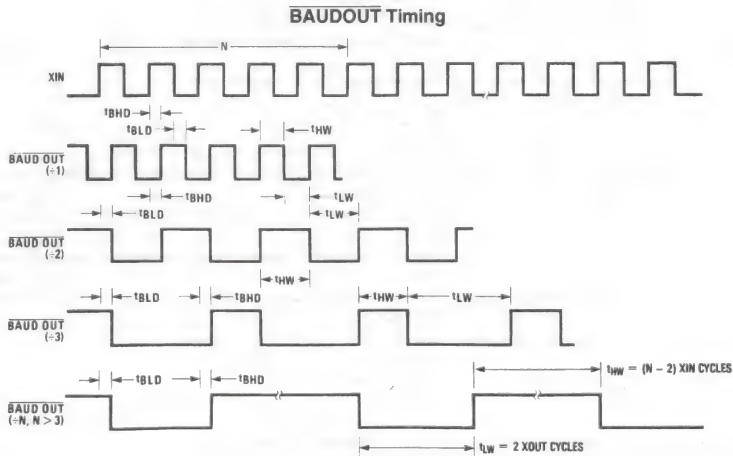 BAUDOUT Timing
N
XIN
tBHD
tBLD
tHW
BAUD OUT
(÷1)
tBHD
tLW
tBLD
tLW
BAUD OUT
(÷2)
tHW
tBLD
tBHD
tHW
tLW
BAUD OUT
(÷3)
tHW = (N – 2) XIN CYCLES
tBLD
tBHD
BAUD OUT
(÷N, N > 3)
tLW = 2 XOUT CYCLES